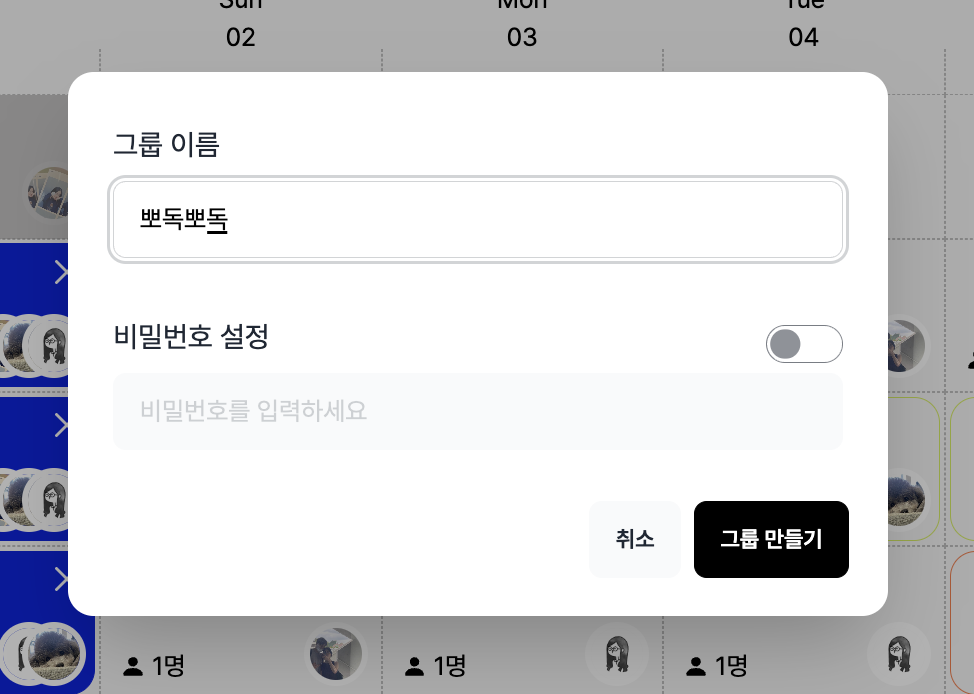 Sun Mon Tue
02 03 04
그룹 이름
뽀독뽀독
비밀번호 설정
비밀번호를 입력하세요
취소 그룹 만들기
1명 1명 1명